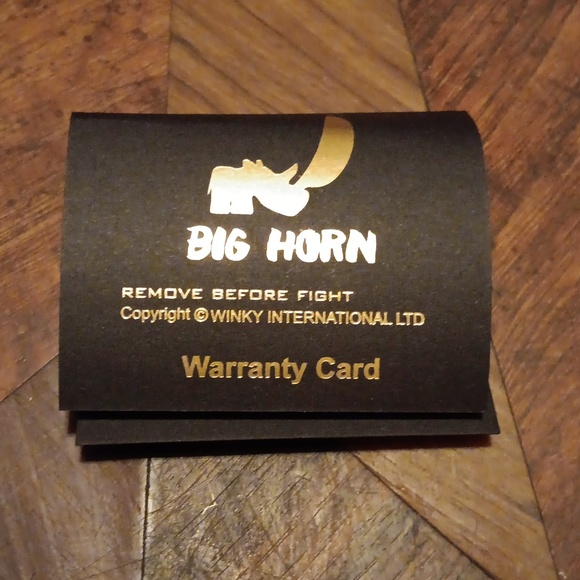 BIG HORN
REMOVE BEFORE FIGHT
Copyright © WINKY INTERNATIONAL LTD
Warranty Card